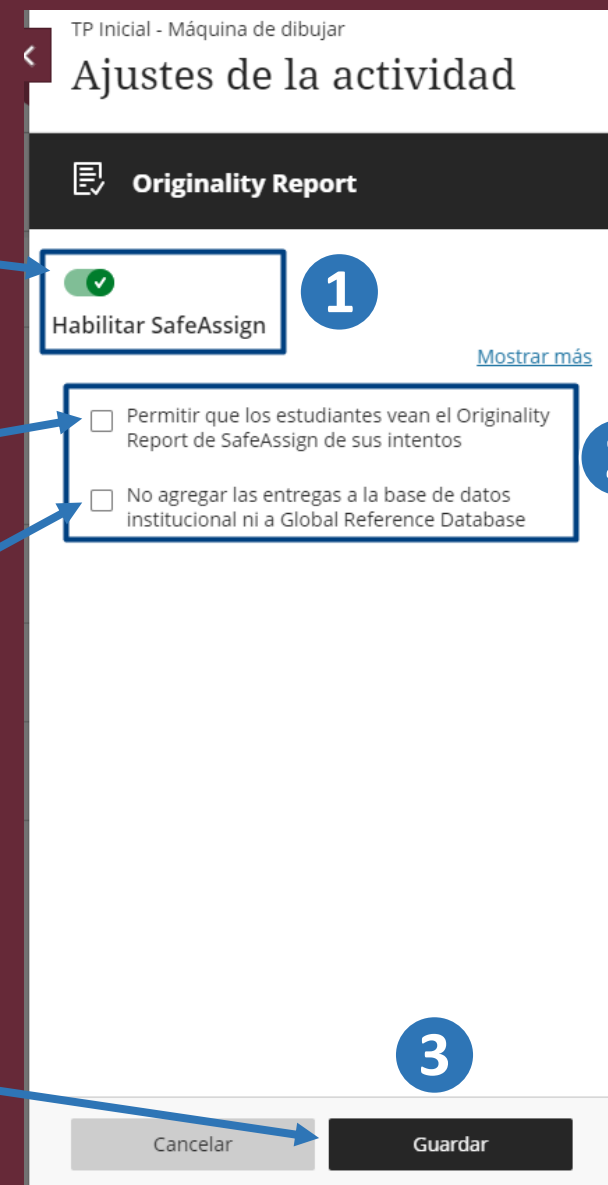 TP Inicial - Máquina de dibujar
Ajustes de la actividad
Originality Report
1
Habilitar SafeAssign
Mostrar más
Permitir que los estudiantes vean el Originality
Report de SafeAssign de sus intentos
No agregar las entregas a la base de datos
institucional ni a Global Reference Database
3
Cancelar
Guardar